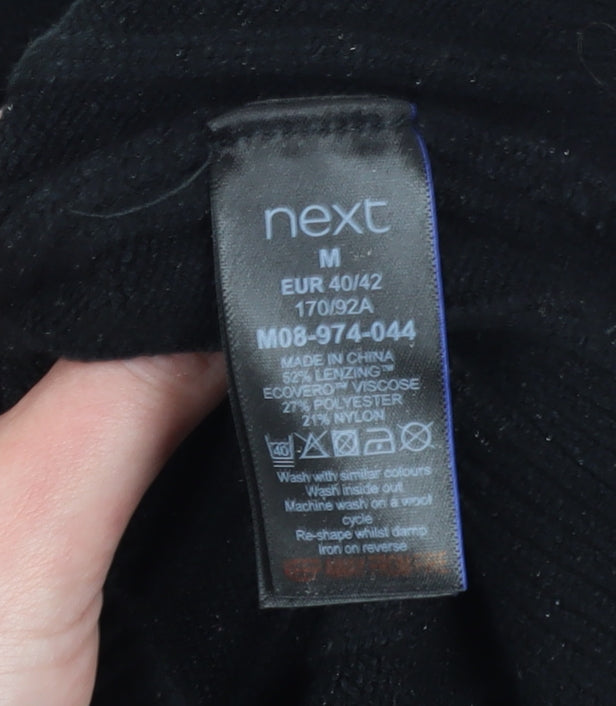 next
M
EUR 40/42
170/92A
M08-974-044
MADE IN CHINA
52% LENZING™
ECOVERO™ VISCOSE
27% POLYESTER
21% NYLON
40
Wash with similar colours
Wash inside out
Machine wash on a wool
cycle
Re-shape whilst damp
Iron on reverse